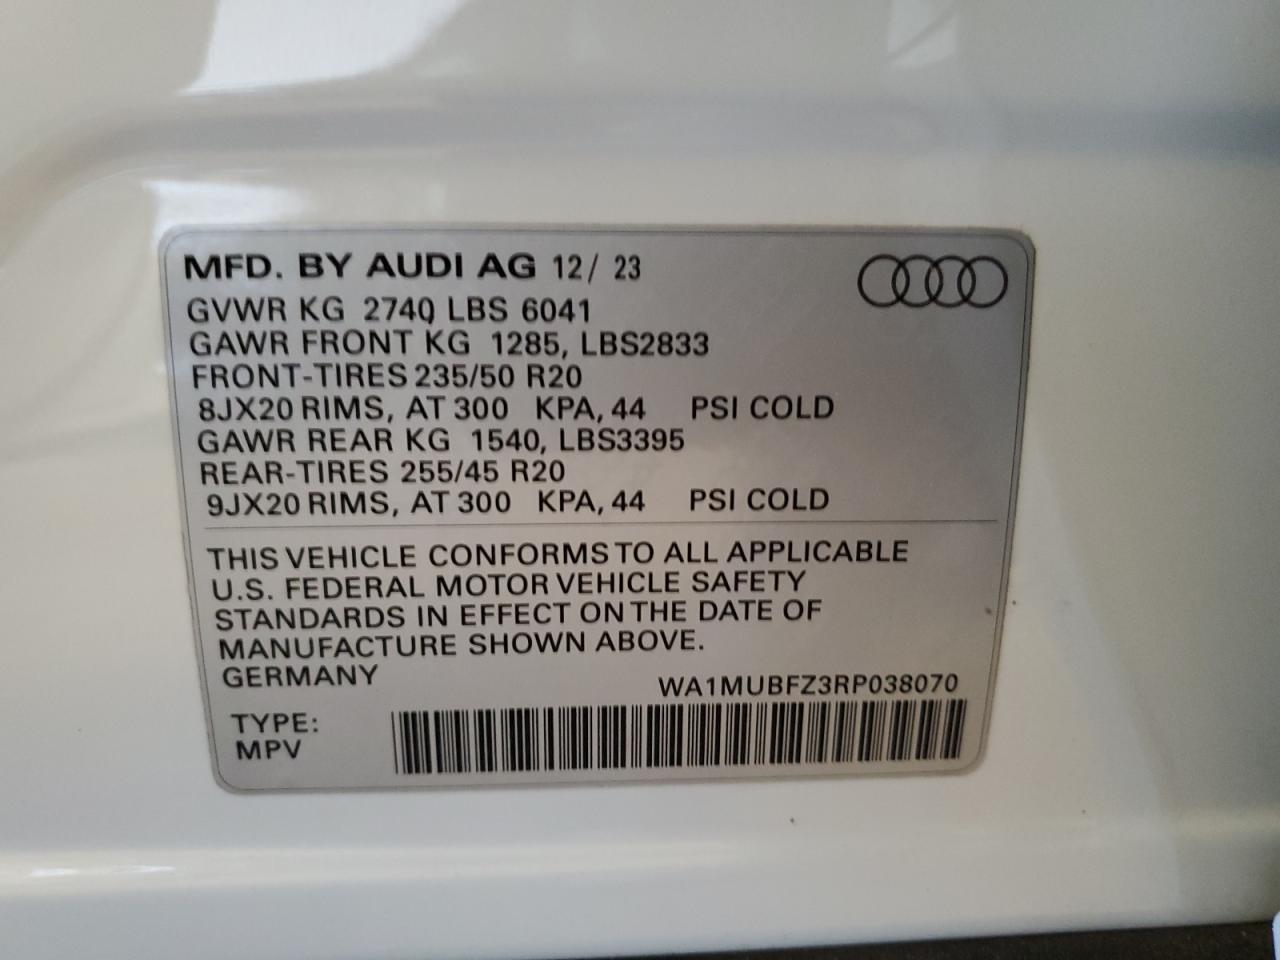 MFD. BY AUDI AG 12/ 23
GVWR KG 2740 LBS 6041
GAWR FRONT KG 1285, LBS2833
FRONT-TIRES 235/50 R20
8JX20 RIMS, AT 300 KPA, 44 PSI COLD
GAWR REAR KG 1540, LBS3395
REAR-TIRES 255/45 R20
9JX20 RIMS, AT 300 KPA, 44 PSI COLD
THIS VEHICLE CONFORMS TO ALL APPLICABLE
U.S. FEDERAL MOTOR VEHICLE SAFETY
STANDARDS IN EFFECT ON THE DATE OF
MANUFACTURE SHOWN ABOVE.
GERMANY
WA1MUBFZ3RP038070
TYPE:
MPV